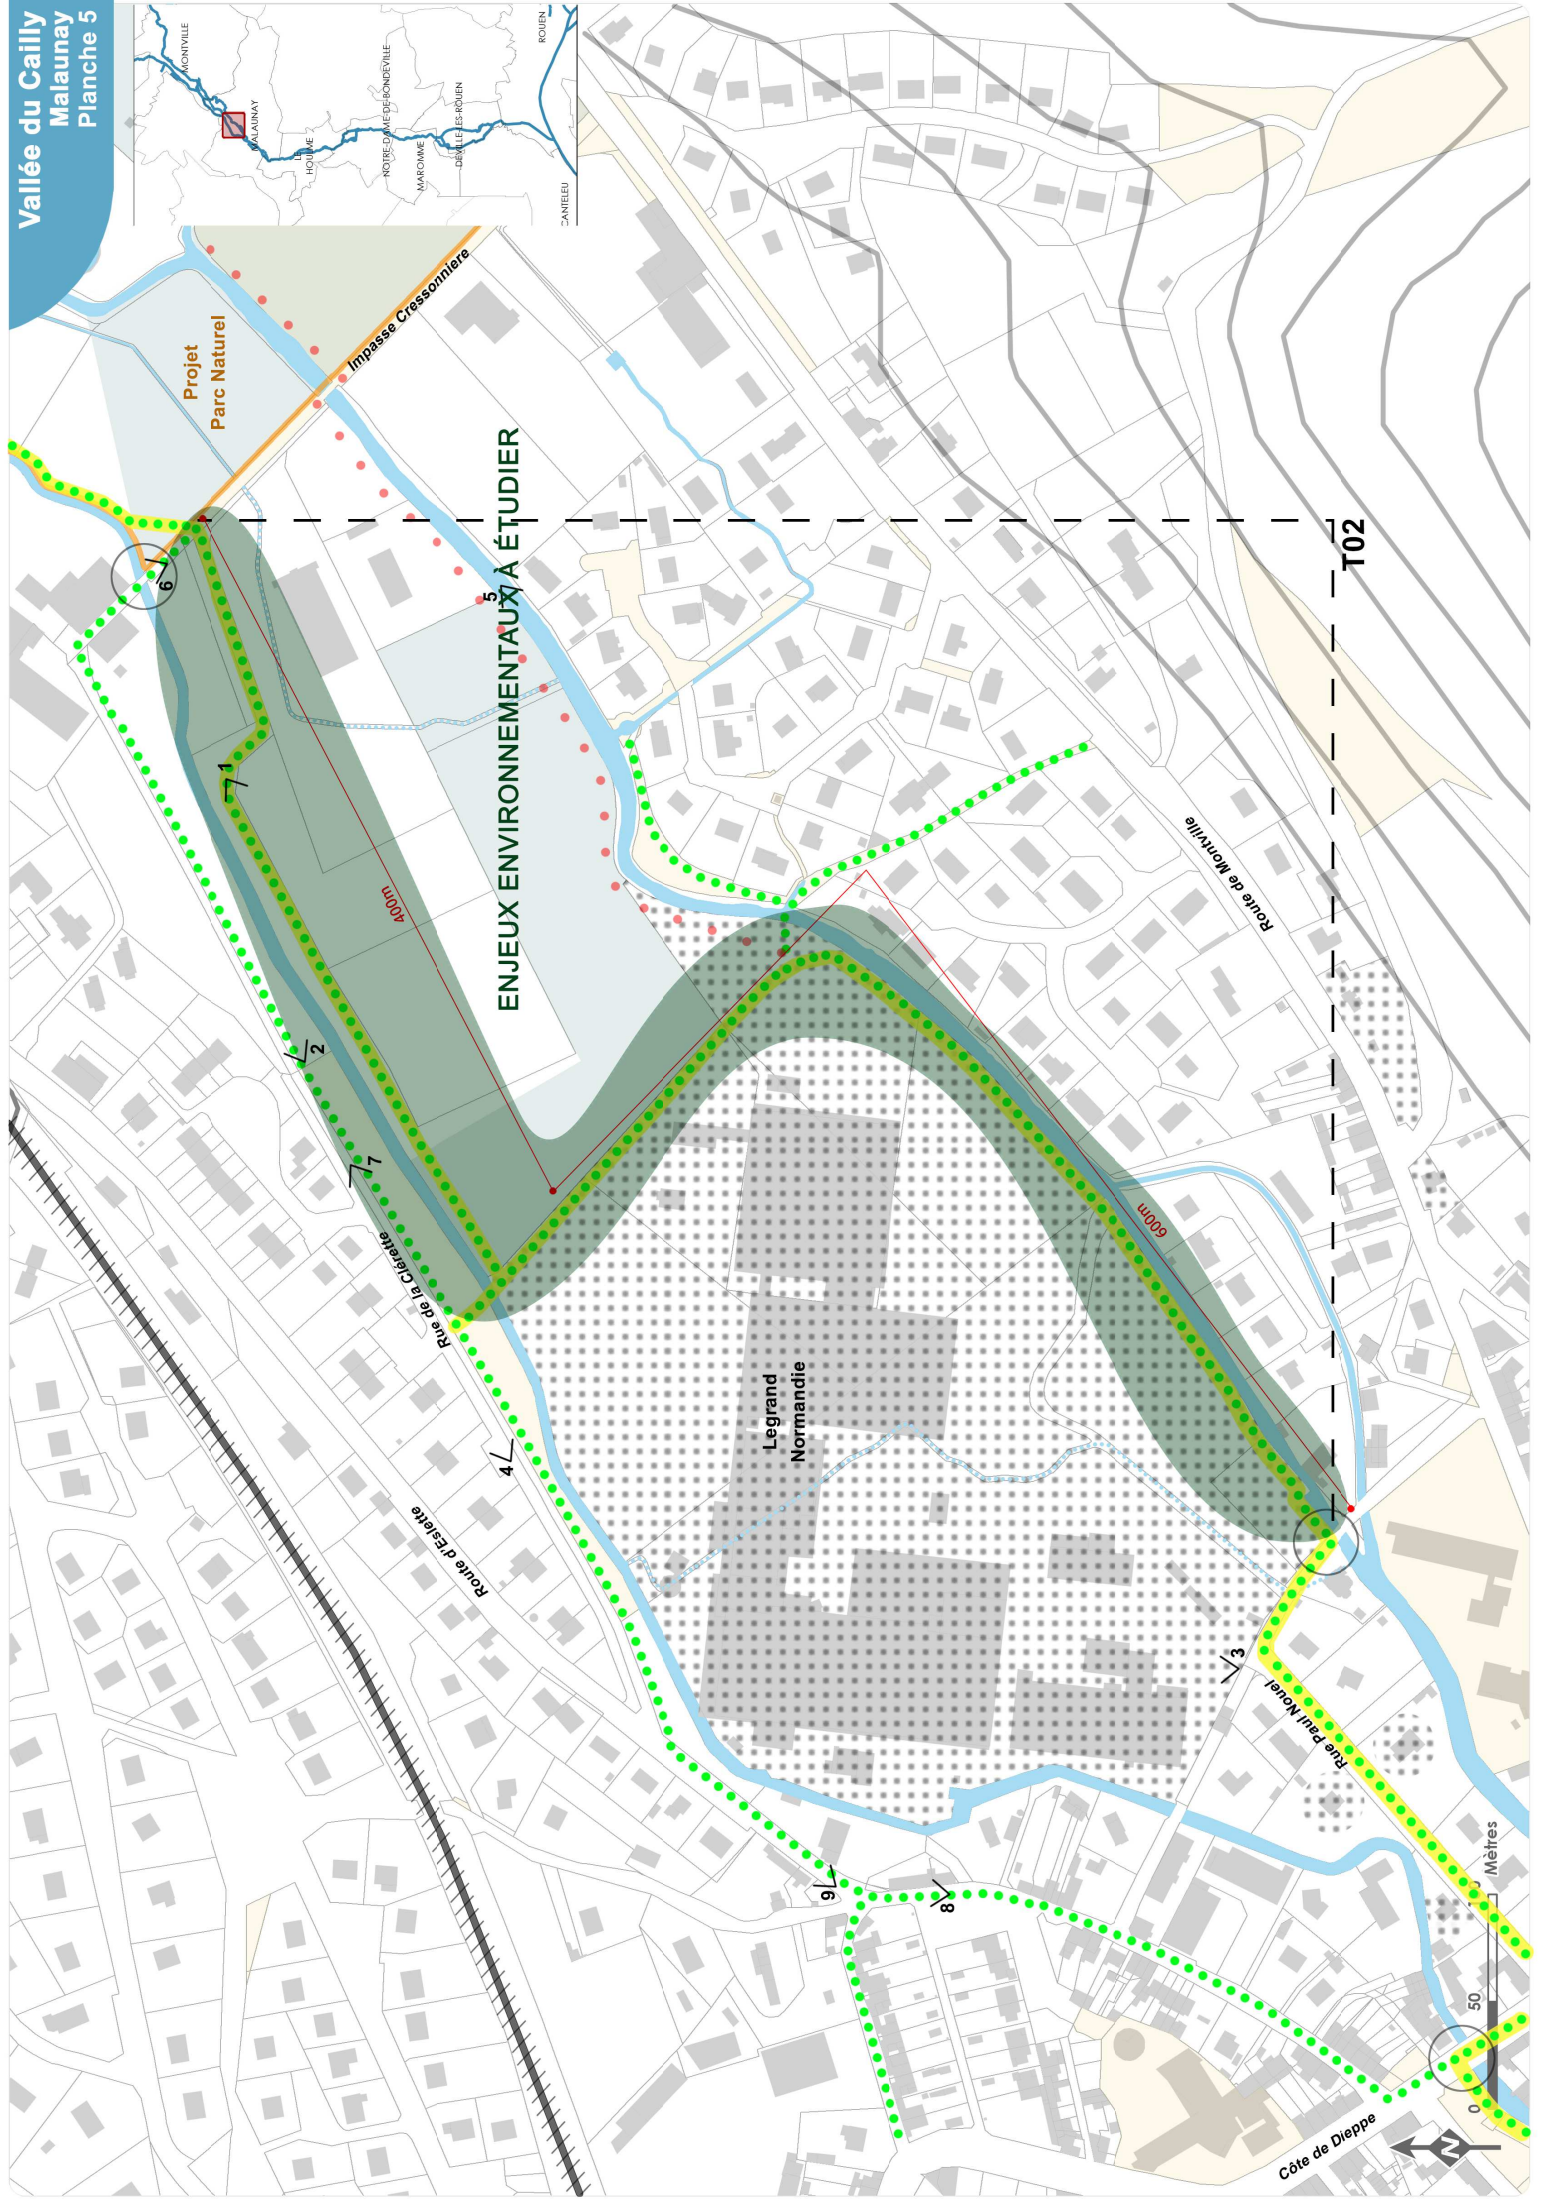 Vallée du Cailly
Malaunay
Planche 5
MONTVILLE
MALAUNAY
LE
HOULME
NOTRE-DAME-DE-BONDEVILLE
MAROMME
DEVILLE-LES-ROUEN
CANTELEU
ROUEN
Projet
Parc Naturel
Impasse Cressonniere
ENJEUX ENVIRONNEMENTAUX À ÉTUDIER
6
1
5
400m
2
7
Rue de la Clérette
4
Route d'Eslette
Legrand
Normandie
600m
Route de Montville
T02
3
Rue Paul Nouel
9
8
Côte de Dieppe
N
0
50
Mètres